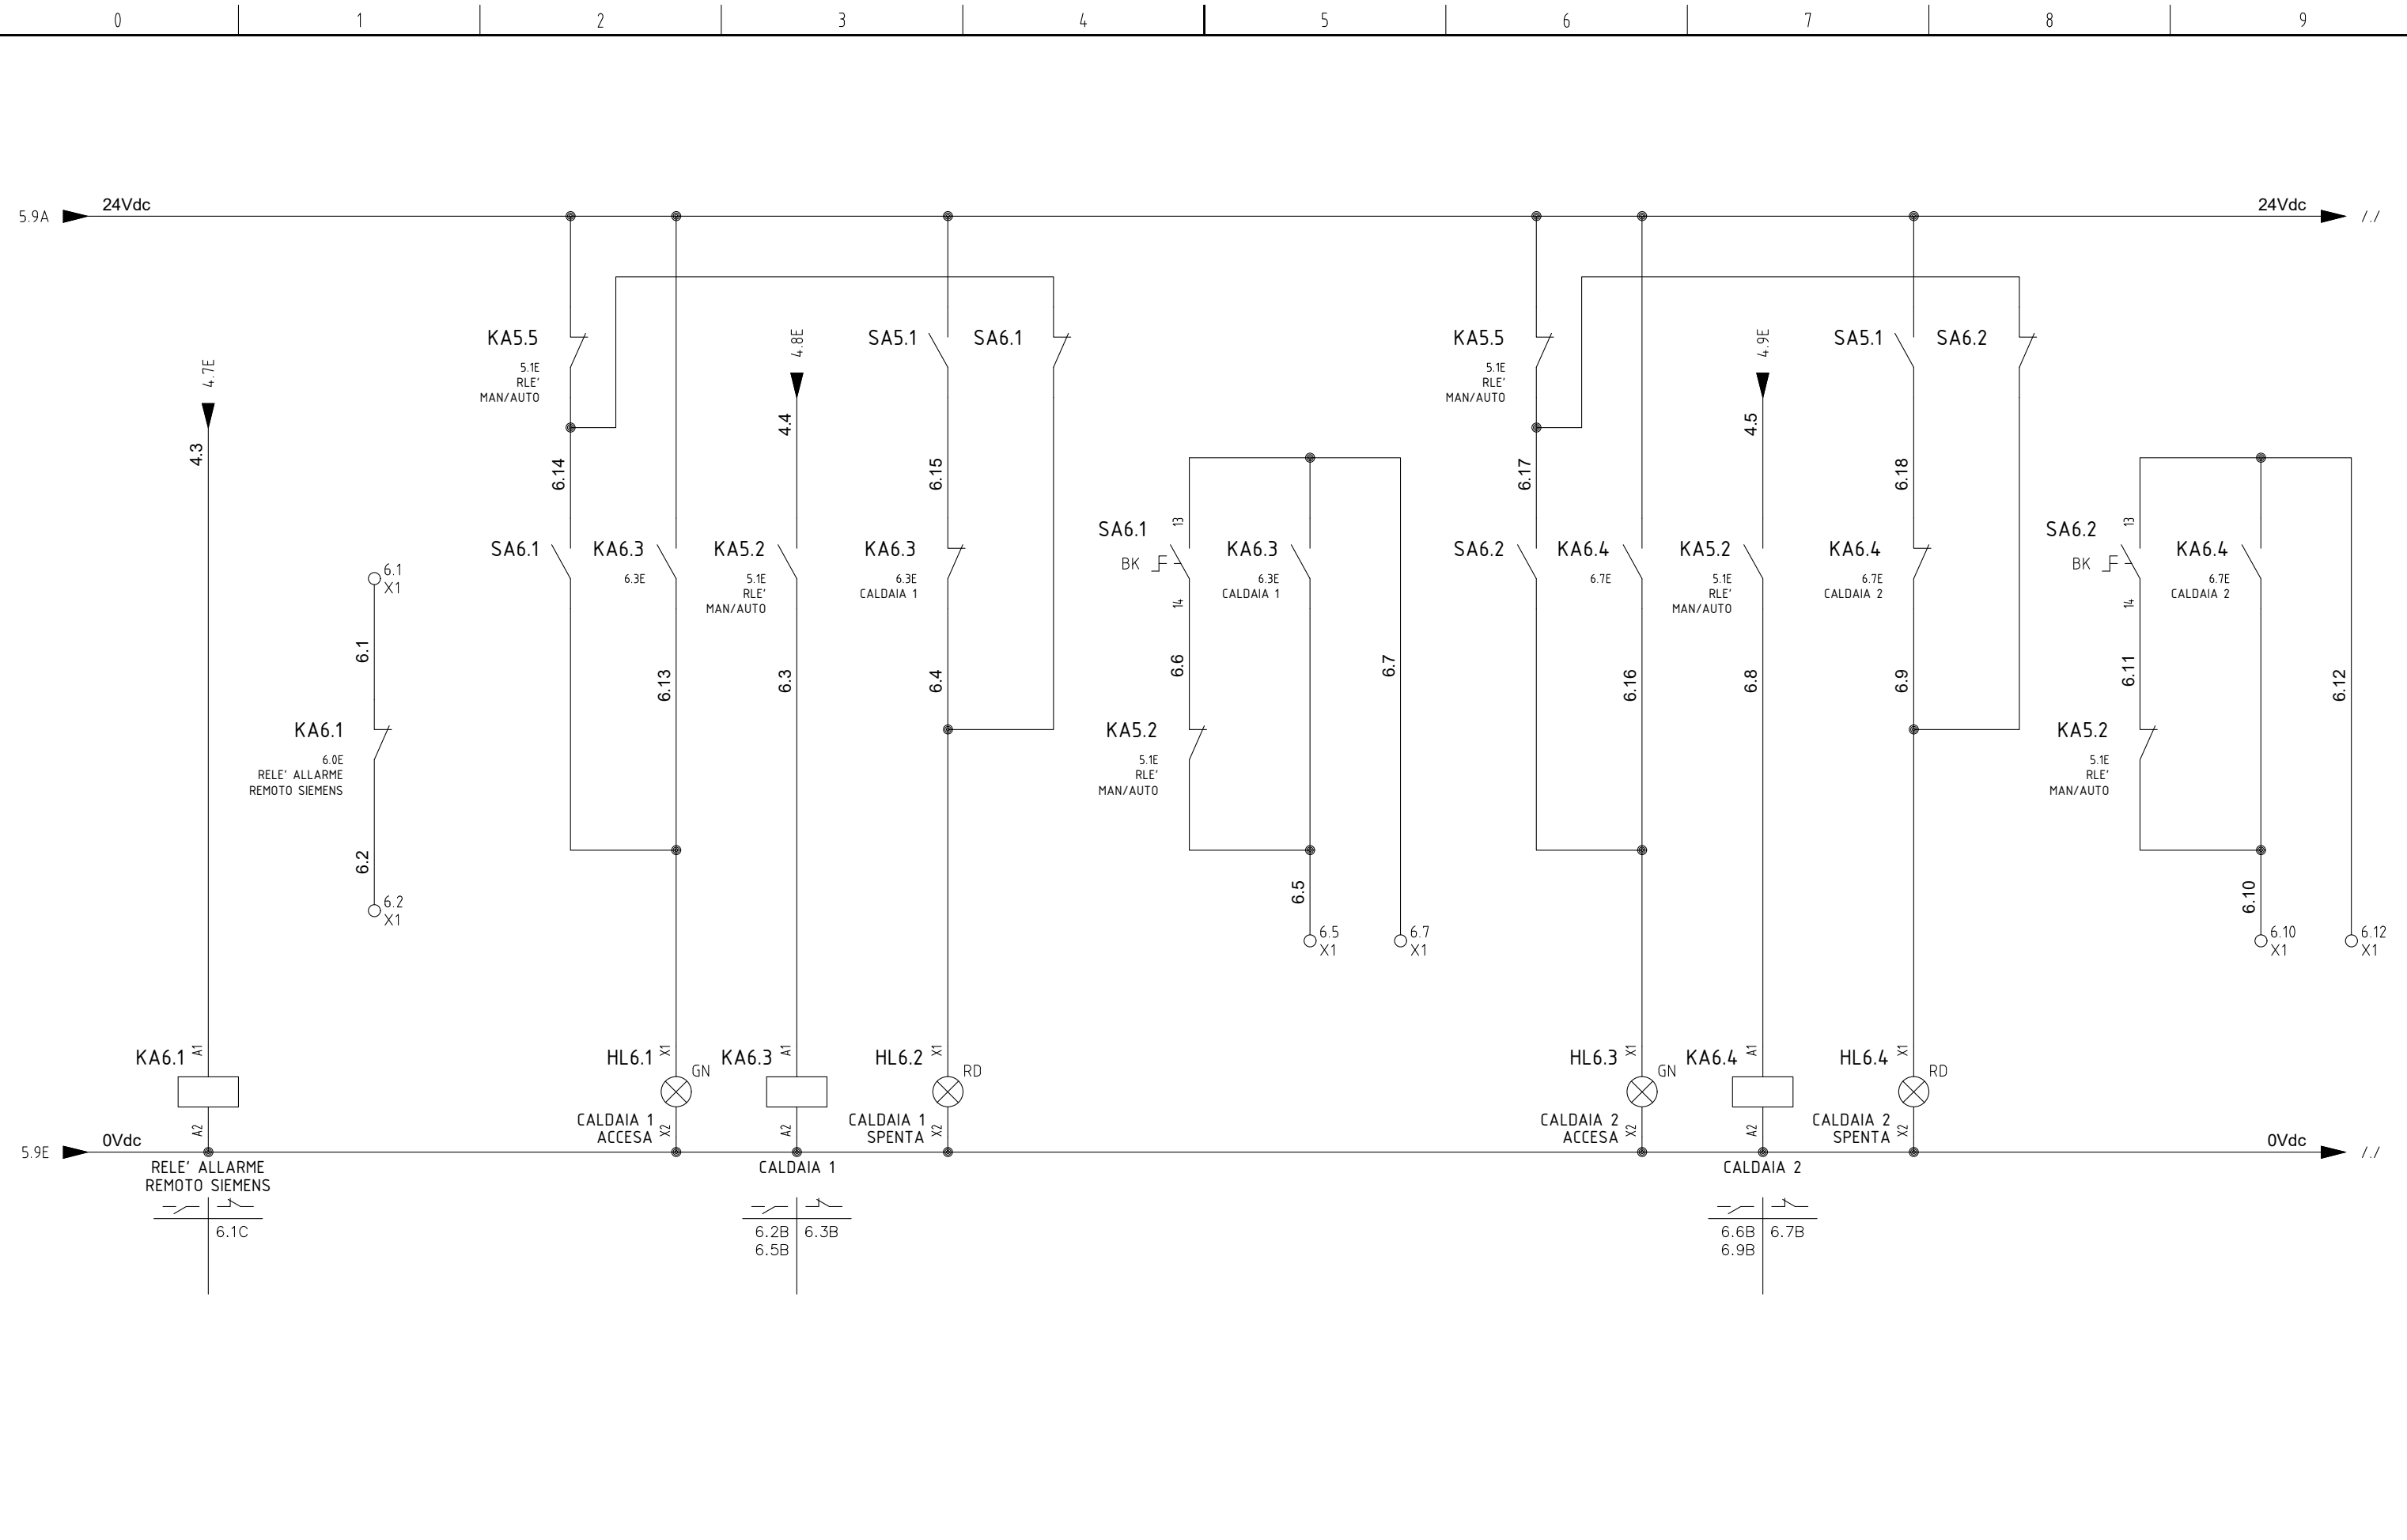 0 1 2 3 4 5 6 7 8 9
5.9A 24Vdc 24Vdc /./
4.7E
4.3
6.1
X1
6.1
KA6.1
6.0E
RELE' ALLARME
REMOTO SIEMENS
6.2
6.2
X1
KA5.5
5.1E
RLE'
MAN/AUTO
6.14
SA6.1
KA6.3
6.3E
6.13
4.8E
4.4
KA5.2
5.1E
RLE'
MAN/AUTO
6.3
SA5.1
6.15
KA6.3
6.3E
CALDAIA 1
6.4
SA6.1
SA6.1
BK
13
14
6.6
KA5.2
5.1E
RLE'
MAN/AUTO
KA6.3
6.3E
CALDAIA 1
6.5
6.5
X1
6.7
6.7
X1
KA5.5
5.1E
RLE'
MAN/AUTO
6.17
SA6.2
KA6.4
6.7E
6.16
4.9E
4.5
KA5.2
5.1E
RLE'
MAN/AUTO
6.8
SA5.1
6.18
KA6.4
6.7E
CALDAIA 2
6.9
SA6.2
SA6.2
BK
13
14
6.11
KA5.2
5.1E
RLE'
MAN/AUTO
KA6.4
6.7E
CALDAIA 2
6.10
6.10
X1
6.12
6.12
X1
KA6.1 A1
A2
HL6.1 X1
GN
CALDAIA 1
ACCESA X2
KA6.3 A1
A2
HL6.2 X1
RD
CALDAIA 1
SPENTA X2
HL6.3 X1
GN
CALDAIA 2
ACCESA X2
KA6.4 A1
A2
HL6.4 X1
RD
CALDAIA 2
SPENTA X2
5.9E 0Vdc 0Vdc /./
RELE' ALLARME
REMOTO SIEMENS
6.1C
CALDAIA 1
6.2B 6.3B
6.5B
CALDAIA 2
6.6B 6.7B
6.9B